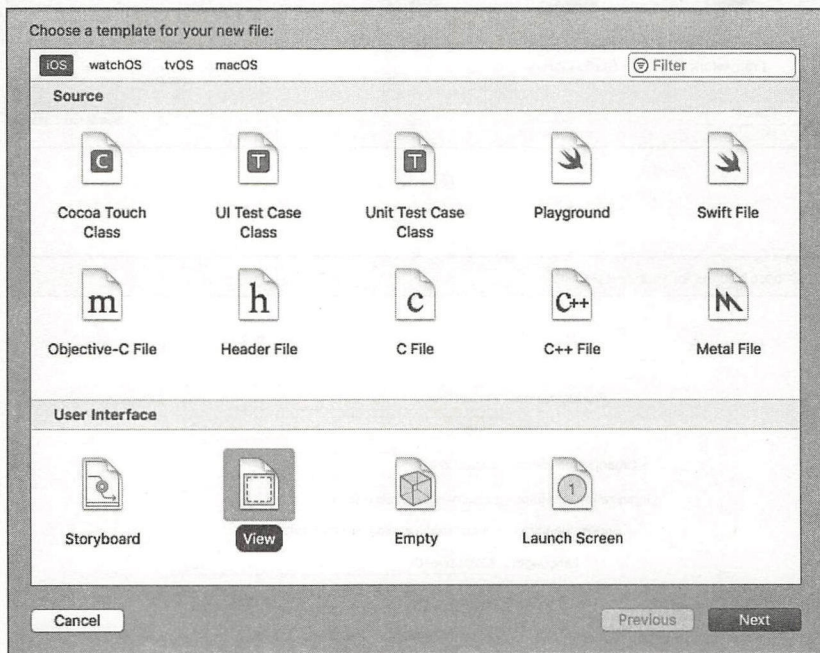 Choose a template for your new file:
iOS watchOS tvOS macOS Filter
Source
C T T
Cocoa Touch Class
UI Test Case Class
Unit Test Case Class
Playground
Swift File
m h c C++
Objective-C File
Header File
C File
C++ File
Metal File
User Interface
1
Storyboard
View
Empty
Launch Screen
Cancel Previous Next